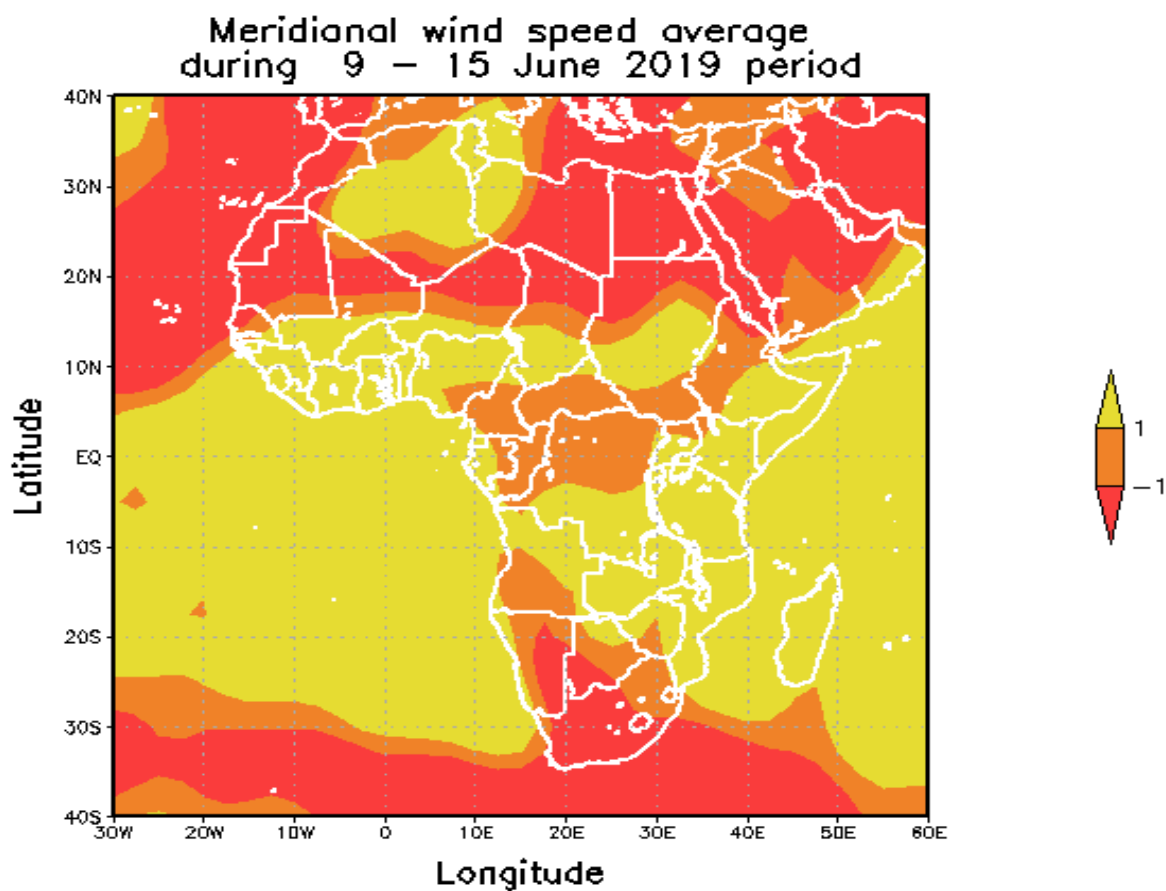 Meridional wind speed average
during 9 – 15 June 2019 period
40N
30N
20N
10N
EQ
10S
20S
30S
40S
Latitude
30W 20W 10W 0 10E 20E 30E 40E 50E 60E
Longitude
1
−1